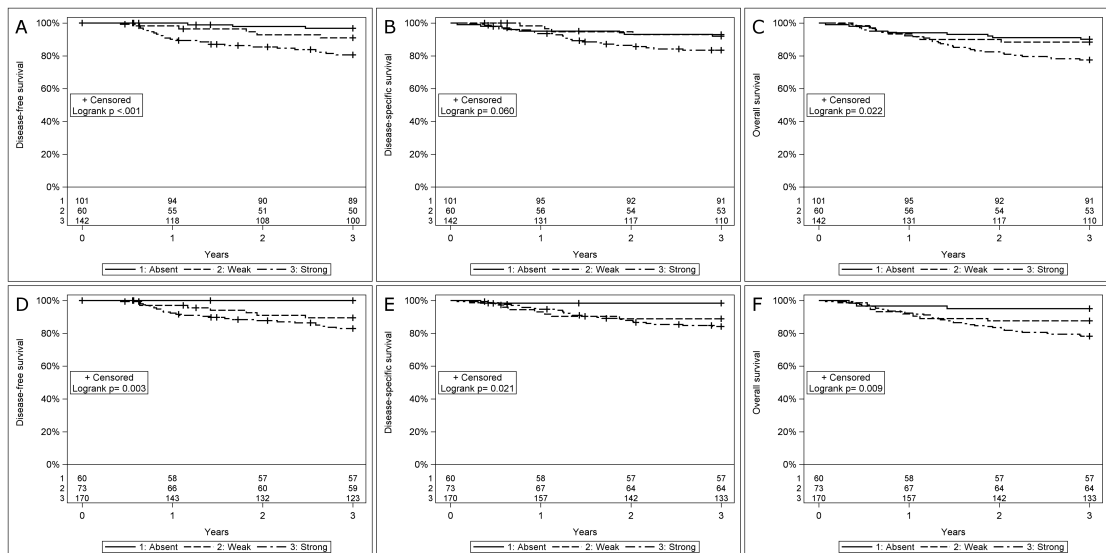 A
Disease-free survival
100%
80%
60%
40%
20%
0%
+ Censored
Logrank p <.001
1 101 94 90 89
2 60 55 51 50
3 142 118 108 100
0 1 2 3
Years
1: Absent 2: Weak 3: Strong
B
Disease-specific survival
100%
80%
60%
40%
20%
0%
+ Censored
Logrank p= 0.060
1 101 95 92 91
2 60 56 54 53
3 142 131 117 110
0 1 2 3
Years
1: Absent 2: Weak 3: Strong
C
Overall survival
100%
80%
60%
40%
20%
0%
+ Censored
Logrank p= 0.022
1 101 95 92 91
2 60 56 54 53
3 142 131 117 110
0 1 2 3
Years
1: Absent 2: Weak 3: Strong
D
Disease-free survival
100%
80%
60%
40%
20%
0%
+ Censored
Logrank p= 0.003
1 60 58 57 57
2 73 66 60 59
3 170 143 132 123
0 1 2 3
Years
1: Absent 2: Weak 3: Strong
E
Disease-specific survival
100%
80%
60%
40%
20%
0%
+ Censored
Logrank p= 0.021
1 60 58 57 57
2 73 67 64 64
3 170 157 142 133
0 1 2 3
Years
1: Absent 2: Weak 3: Strong
F
Overall survival
100%
80%
60%
40%
20%
0%
+ Censored
Logrank p= 0.009
1 60 58 57 57
2 73 67 64 64
3 170 157 142 133
0 1 2 3
Years
1: Absent 2: Weak 3: Strong